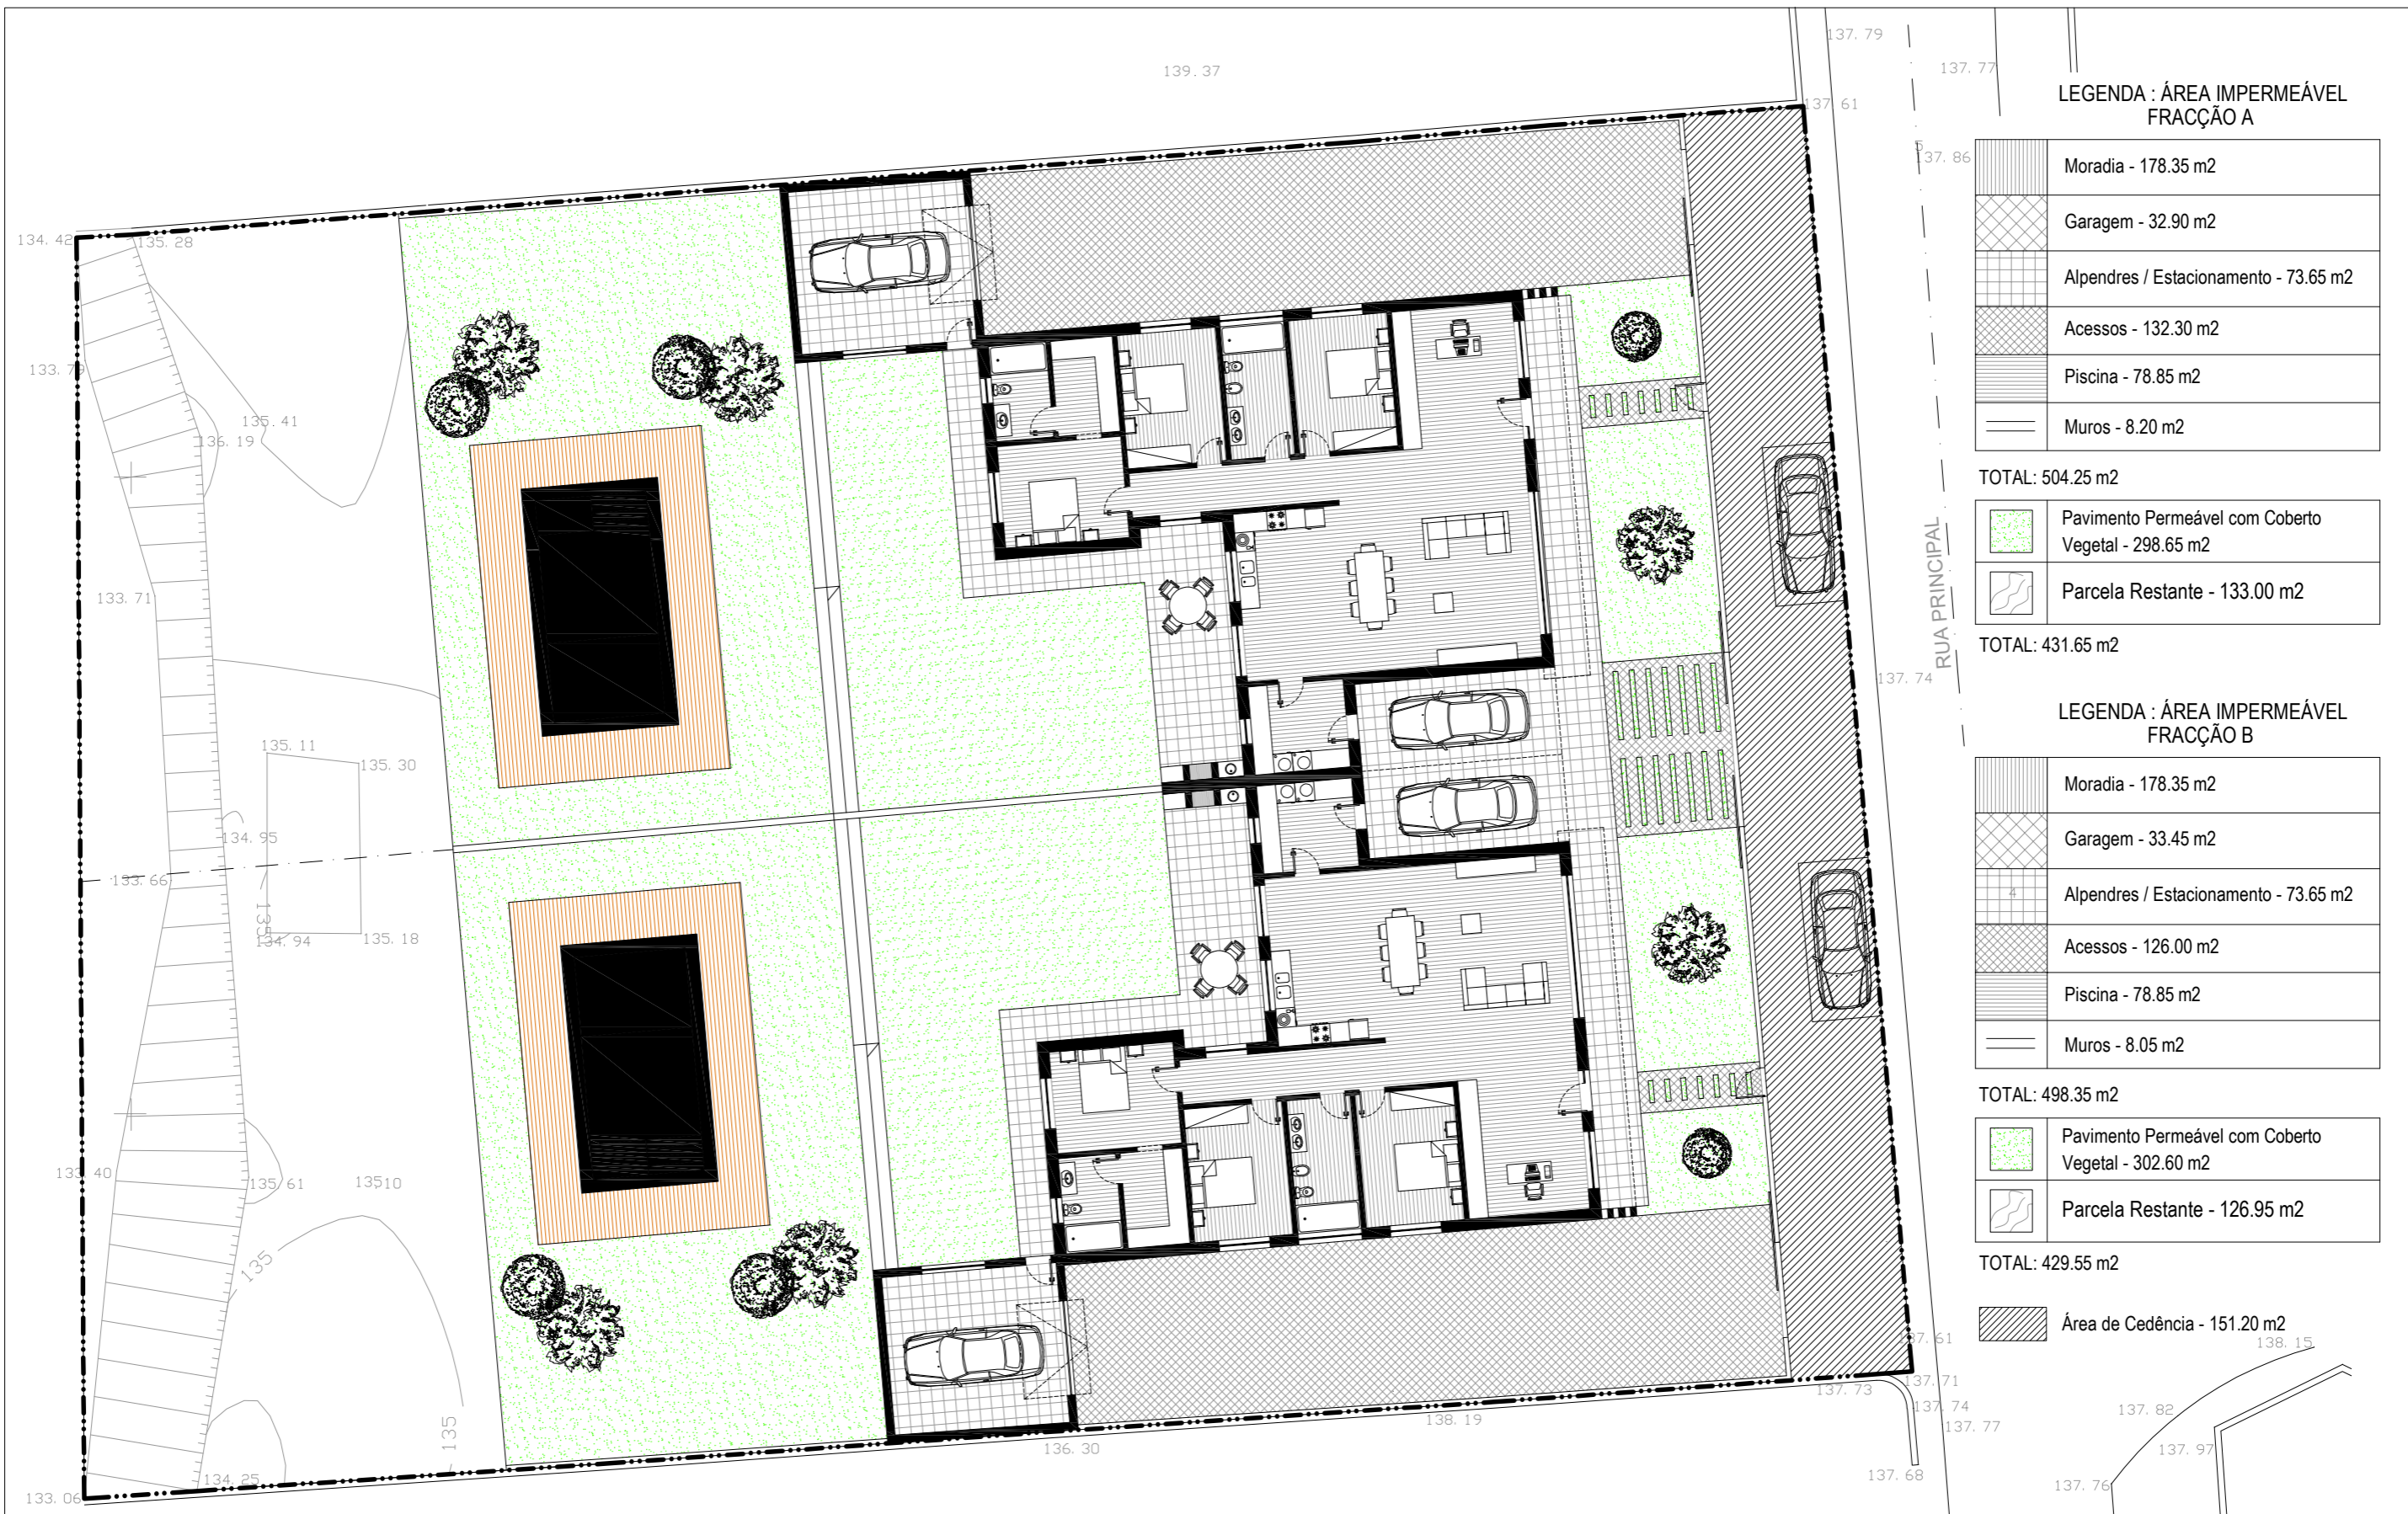 139.37
137.79
137.77
137.61
5
137.86
134.42
135.28
133.79
135.41
136.19
133.71
RUA PRINCIPAL
137.74
135.11
135.30
134.95
133.66
135
134.94
135.18
133.40
135.61
135.10
135
135
134.25
133.06
136.30
138.19
137.61
137.73
137.71
137.74
137.77
137.68
138.15
137.82
137.97
137.76
LEGENDA : ÁREA IMPERMEÁVEL
FRACÇÃO A
Moradia - 178.35 m2
Garagem - 32.90 m2
Alpendres / Estacionamento - 73.65 m2
Acessos - 132.30 m2
Piscina - 78.85 m2
Muros - 8.20 m2
TOTAL: 504.25 m2
Pavimento Permeável com Coberto
Vegetal - 298.65 m2
Parcela Restante - 133.00 m2
TOTAL: 431.65 m2
LEGENDA : ÁREA IMPERMEÁVEL
FRACÇÃO B
Moradia - 178.35 m2
Garagem - 33.45 m2
4
Alpendres / Estacionamento - 73.65 m2
Acessos - 126.00 m2
Piscina - 78.85 m2
Muros - 8.05 m2
TOTAL: 498.35 m2
Pavimento Permeável com Coberto
Vegetal - 302.60 m2
Parcela Restante - 126.95 m2
TOTAL: 429.55 m2
Área de Cedência - 151.20 m2